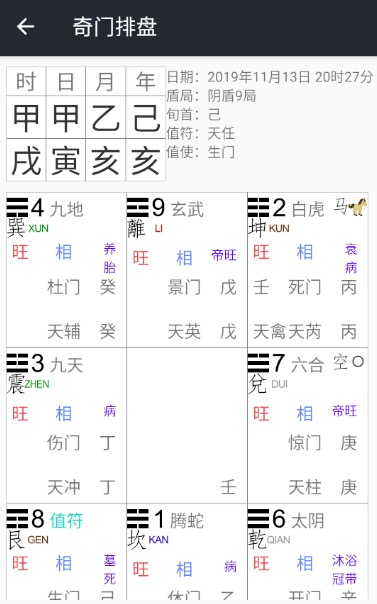 奇门排盘
时 日 月 年
甲 甲 乙 己
戌 寅 亥 亥
日期：2019年11月13日 20时27分
盾局：阴盾9局
旬首：己
值符：天任
值使：生门
4 九地
巽 XUN
旺 相 养
胎
杜门 癸
天辅 癸
9 玄武
離 LI
旺 相 帝旺
景门 戊
天英 戊
2 白虎 马
坤 KUN
旺 相 衰
病
壬 死门 丙
天禽 天芮 丙
3 九天
震 ZHEN
旺 相 病
伤门 丁
天冲 丁
壬
7 六合 空
兌 DUI
旺 相 帝旺
惊门 庚
天柱 庚
8 值符
艮 GEN
旺 相 墓
死
生门 己
1 腾蛇
坎 KAN
旺 相 病
休门 乙
6 太阴
乾 QIAN
旺 相 沐浴
冠带
开门 辛